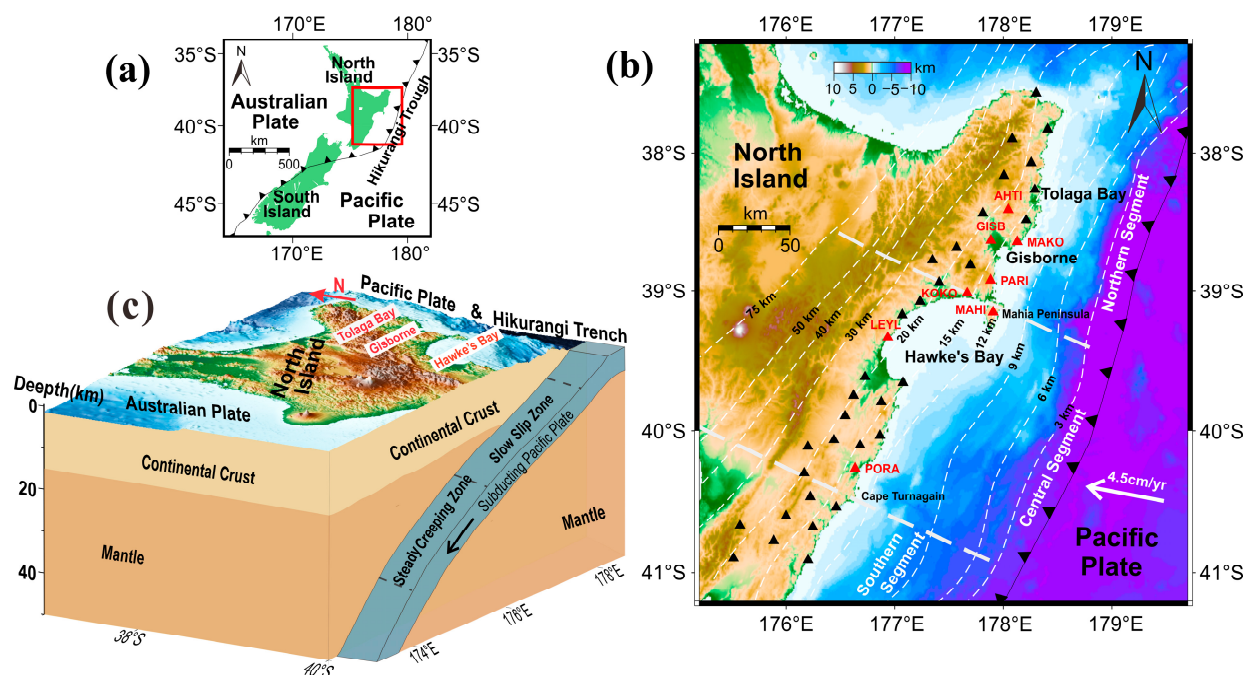 (a)
170°E
180°
35°S
40°S
45°S
35°S
40°S
45°S
170°E
180°
N
North
Island
Australian
Plate
km
0
500
Hikurangi Trough
South
Island
Pacific
Plate
(b)
176°E
177°E
178°E
179°E
38°S
39°S
40°S
41°S
38°S
39°S
40°S
41°S
176°E
177°E
178°E
179°E
km
10 5 0 −5 −10
N
North
Island
km
0
50
AHTI
Tolaga Bay
GISB
MAKO
Gisborne
PARI
KOKO
MAHI
Mahia Peninsula
LEYL
Hawke's Bay
75 km
50 km
40 km
30 km
20 km
15 km
12 km
9 km
6 km
3 km
Northern Segment
Central Segment
Southern
Segment
PORA
Cape Turnagain
4.5cm/yr
Pacific
Plate
(c)
N
Pacific Plate & Hikurangi Trench
Tolaga Bay
Gisborne
Hawke's Bay
North
Island
Deepth(km)
0
20
40
Australian Plate
Continental Crust
Continental Crust
Slow Slip Zone
Steady Creeping Zone
Subducting Pacific Plate
Mantle
Mantle
38°S
40°S
174°E
176°E
178°E